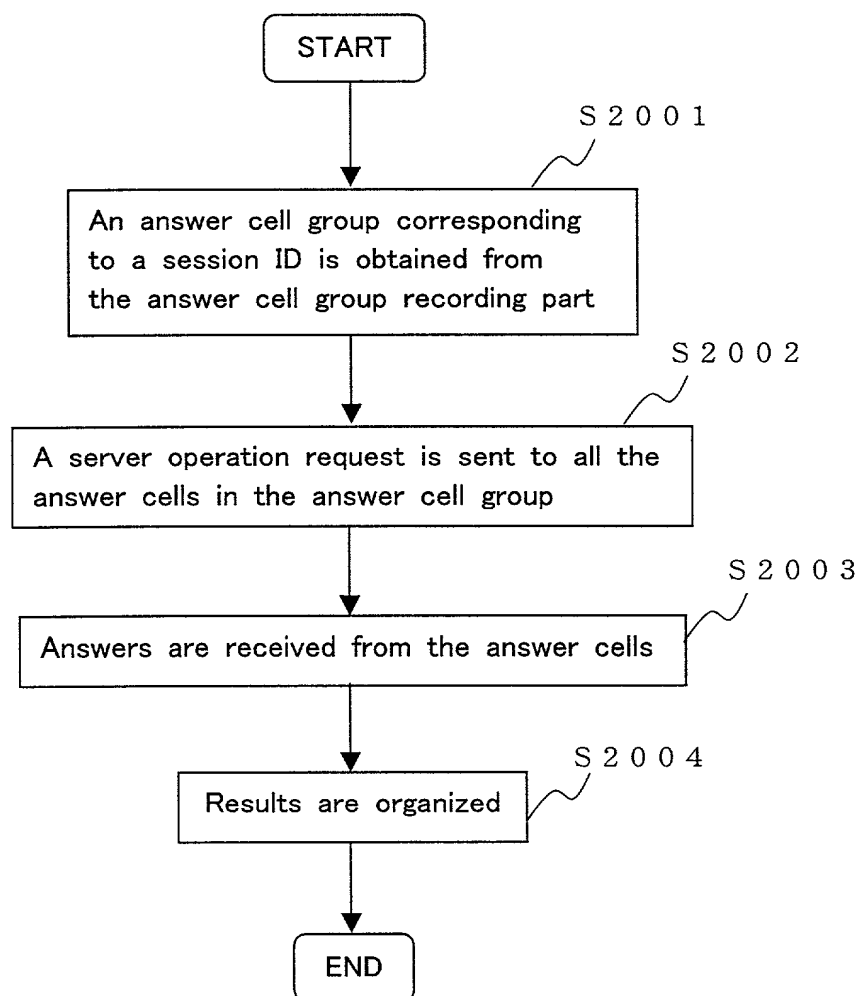 START
S2001
An answer cell group corresponding
to a session ID is obtained from
the answer cell group recording part
S2002
A server operation request is sent to all the
answer cells in the answer cell group
S2003
Answers are received from the answer cells
S2004
Results are organized
END